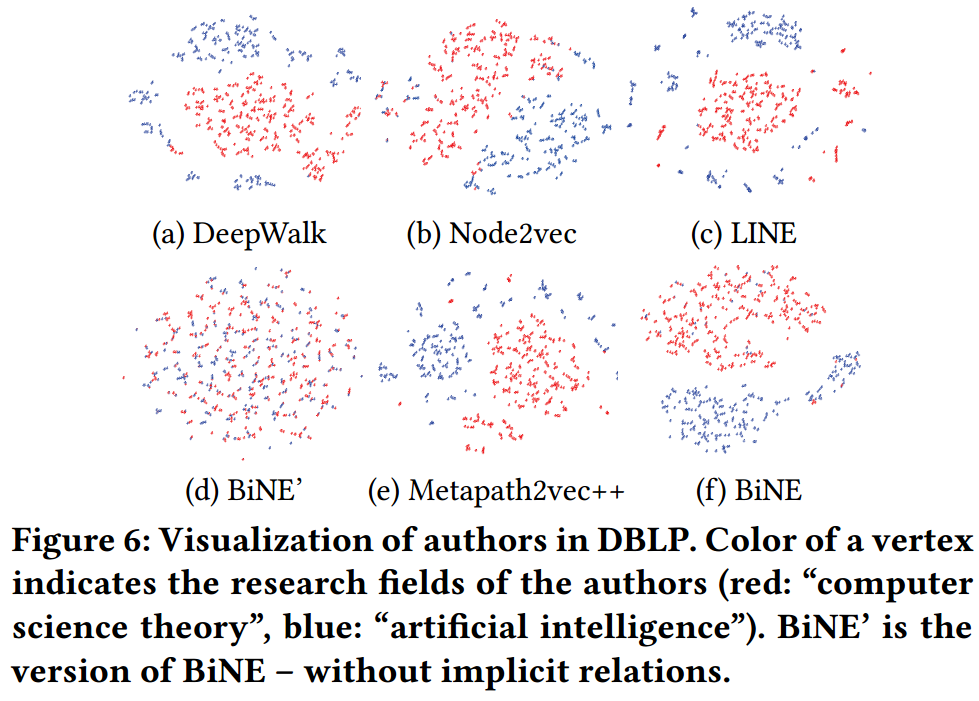 (a) DeepWalk
(b) Node2vec
(c) LINE
(d) BiNE’
(e) Metapath2vec++
(f) BiNE
Figure 6: Visualization of authors in DBLP. Color of a vertex
indicates the research fields of the authors (red: “computer
science theory”, blue: “artificial intelligence”). BiNE’ is the
version of BiNE – without implicit relations.